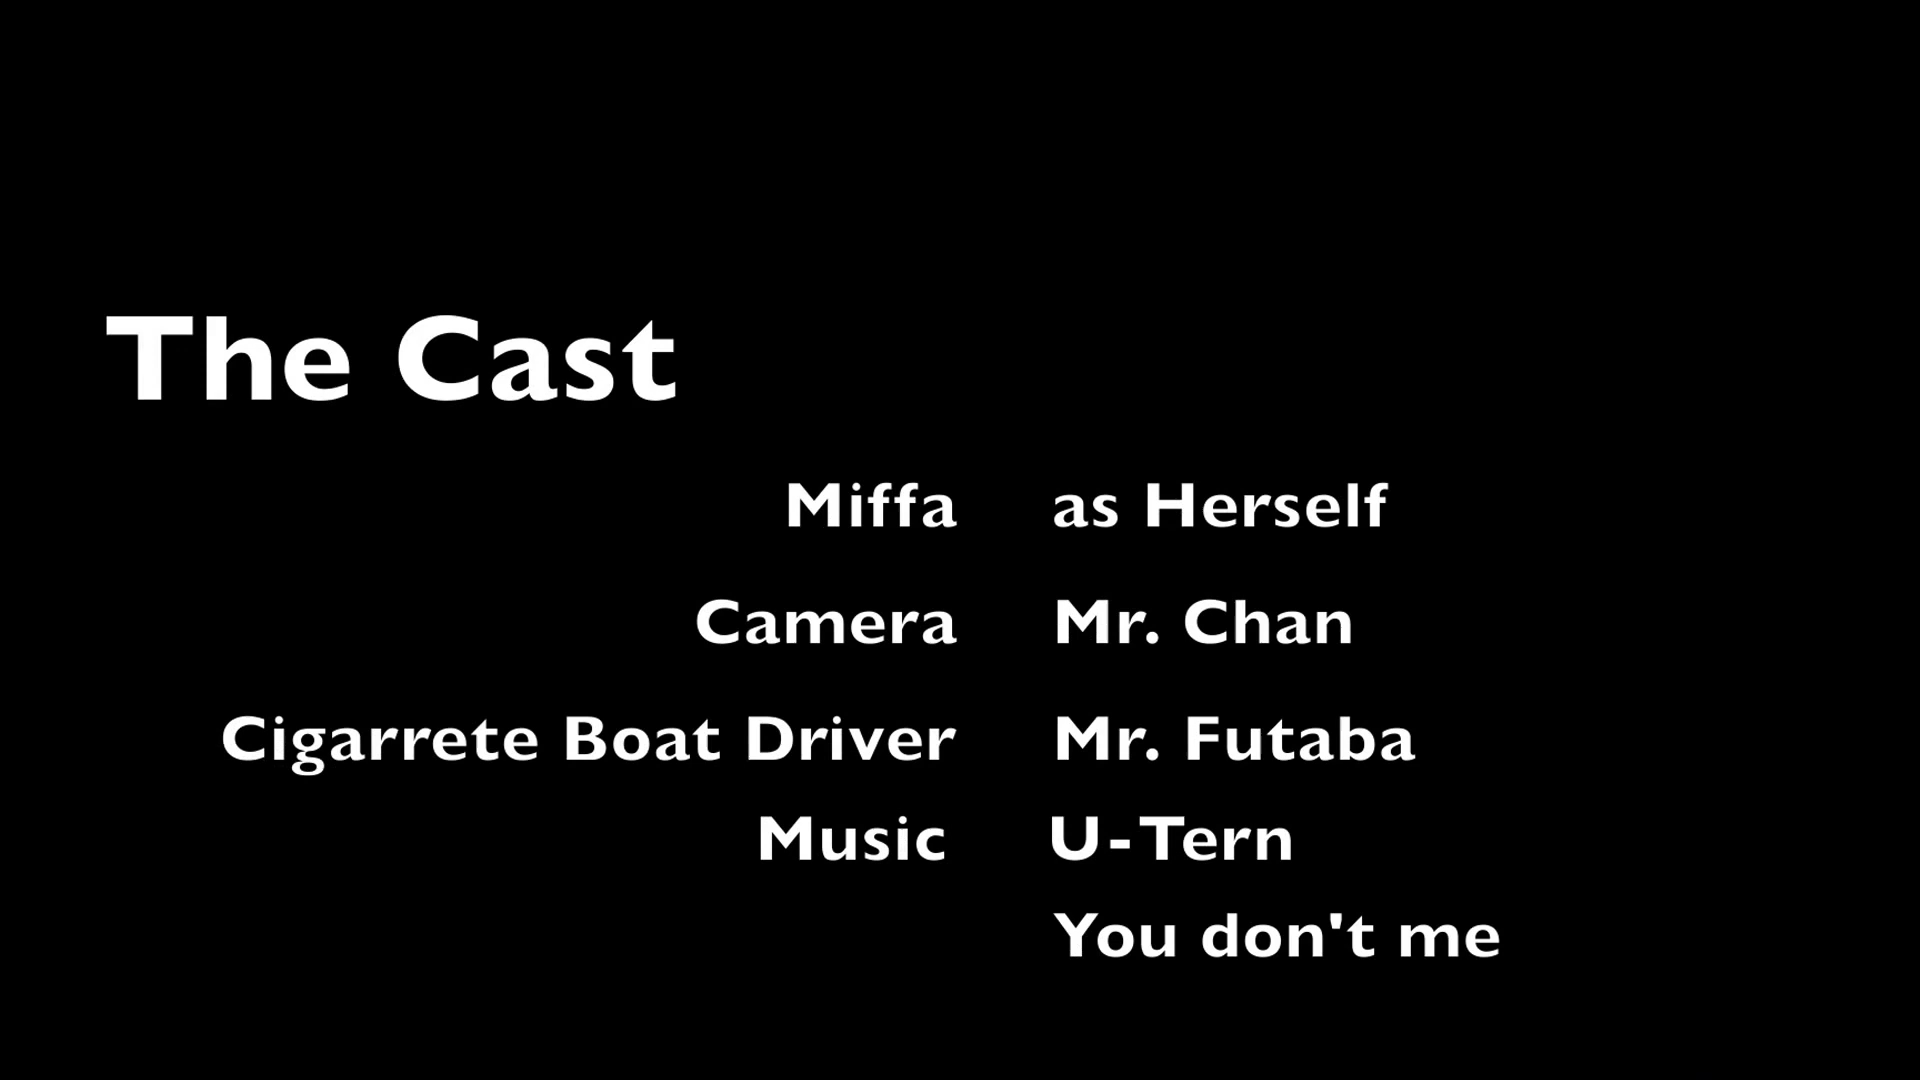 The Cast
Miffa as Herself
Camera Mr. Chan
Cigarrete Boat Driver Mr. Futaba
Music U-Tern
You don't me